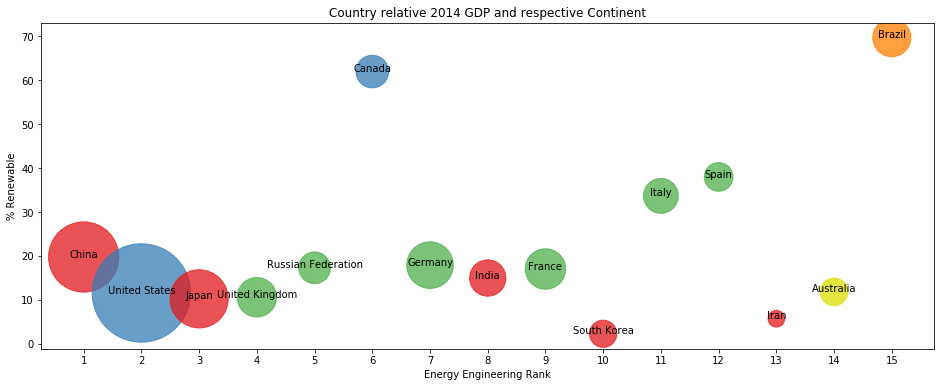 Country relative 2014 GDP and respective Continent
70
60
50
40
30
20
10
0
% Renewable
Brazil
Canada
Spain
Italy
China
Russian Federation
Germany
France
India
United States
Japan
United Kingdom
Australia
Iran
South Korea
1 2 3 4 5 6 7 8 9 10 11 12 13 14 15
Energy Engineering Rank